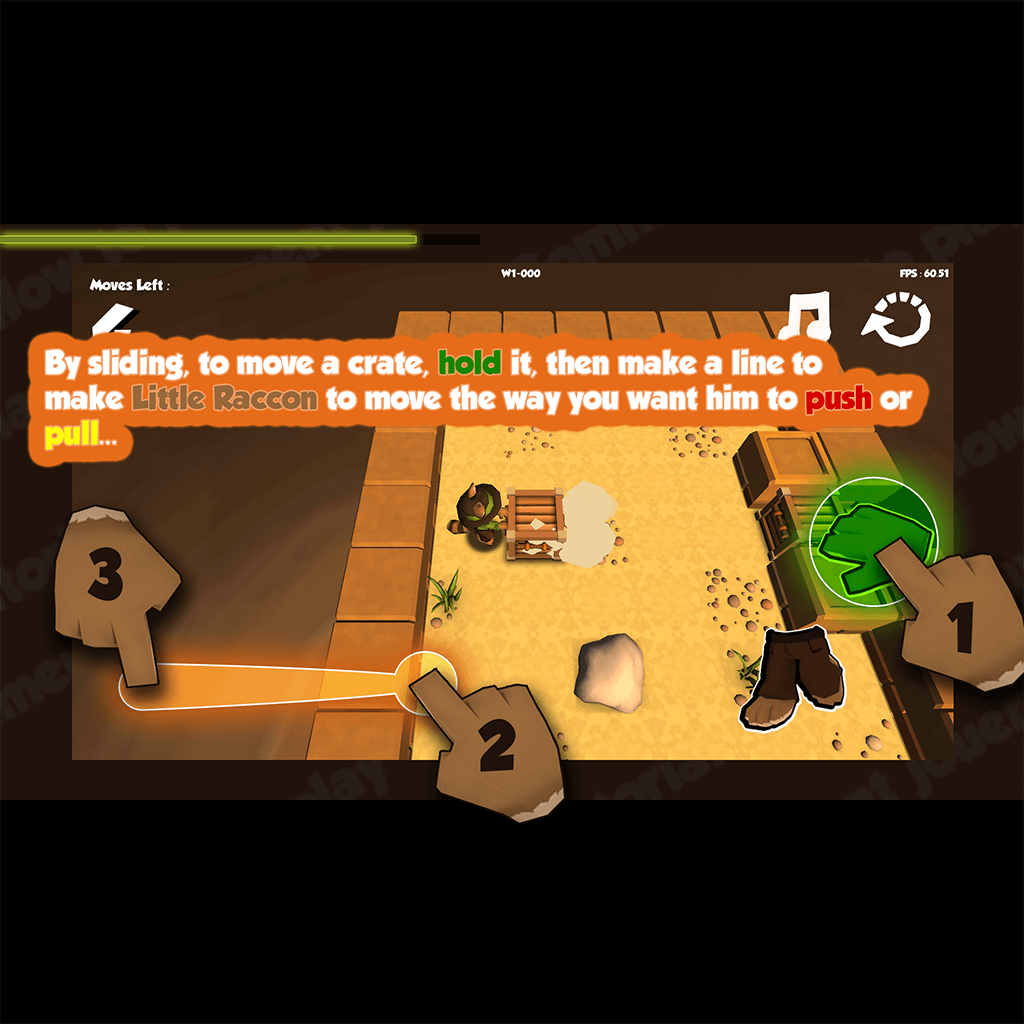 Moves Left :
W1-000
FPS : 60 51
By sliding, to move a crate, hold it, then make a line to
make Little Raccon to move the way you want him to push or
pull...
3
1
2